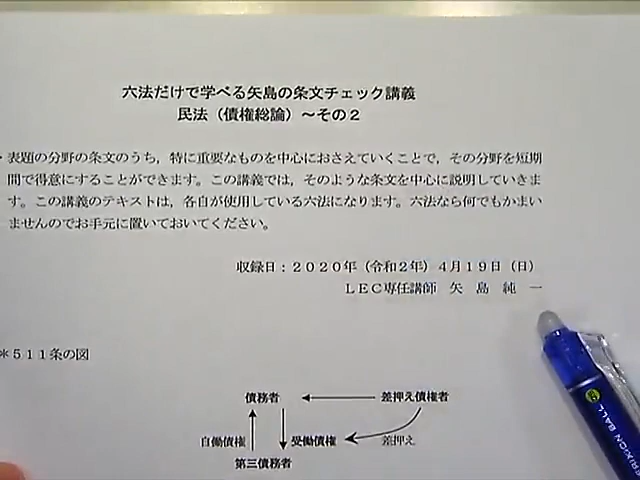 六法だけで学べる矢島の条文チェック講義
民法（債権総論）～その２
・表題の分野の条文のうち，特に重要なものを中心におさえていくことで，その分野を短期
間で得意にすることができます。この講義では，そのような条文を中心に説明していきま
す。この講義のテキストは，各自が使用している六法になります。六法なら何でもかまい
ませんのでお手元に置いておいてください。
収録日：２０２０年（令和２年）４月１９日（日）
ＬＥＣ専任講師　矢　島　純　一
＊５１１条の図
債務者　差押え債権者
自働債権　受働債権　差押え
第三債務者
FRIXION BALL